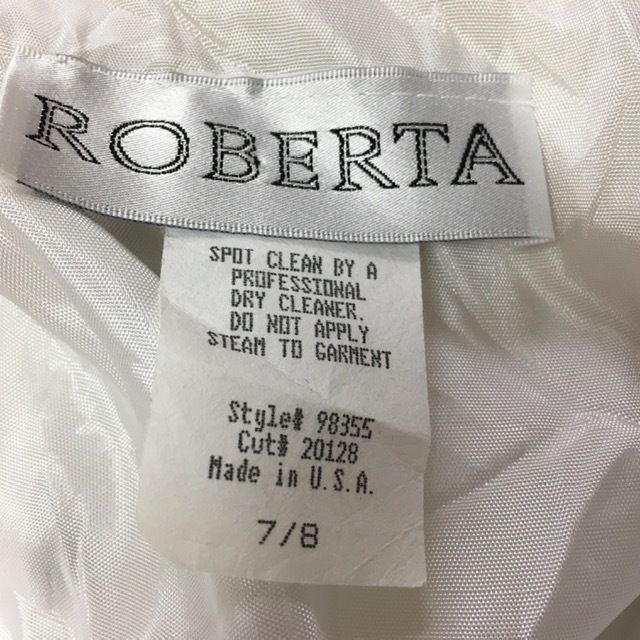 ROBERTA
SPOT CLEAN BY A
PROFESSIONAL
DRY CLEANER.
DO NOT APPLY
STEAM TO GARMENT
Style# 98355
Cut# 20128
Made in U.S.A.
7/8